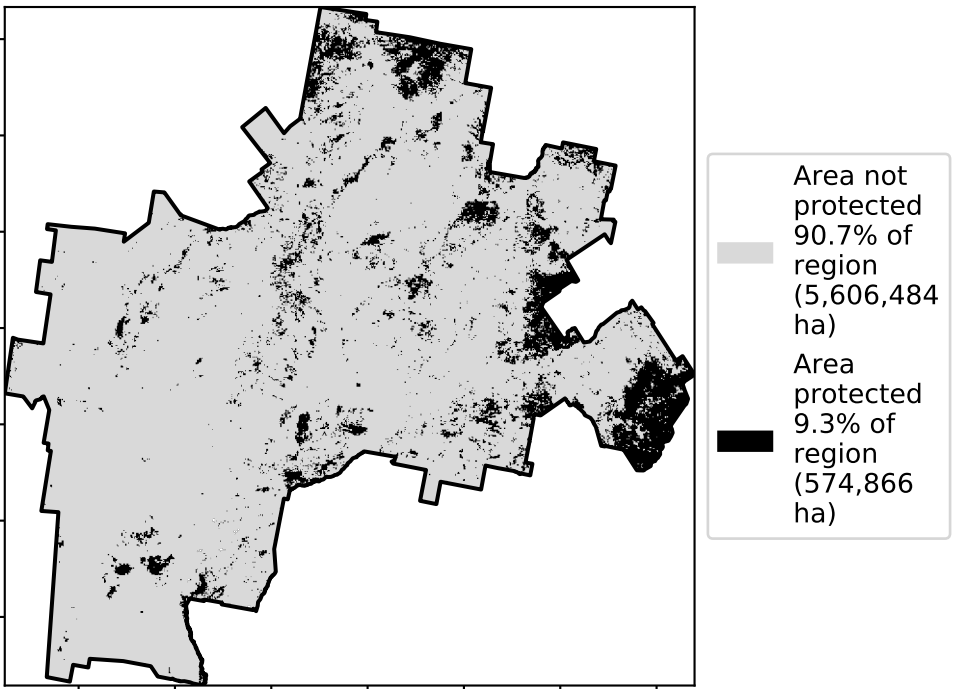 Area not
protected
90.7% of
region
(5,606,484
ha)
Area
protected
9.3% of
region
(574,866
ha)